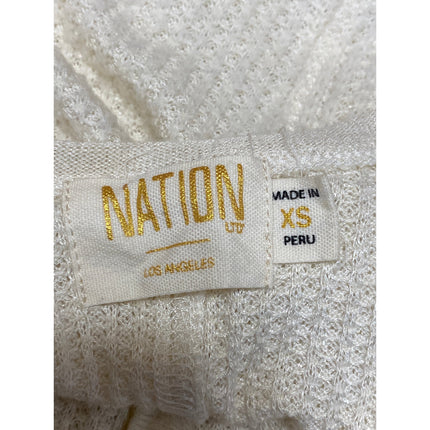 NATION
LTD
LOS ANGELES
MADE IN
XS
PERU